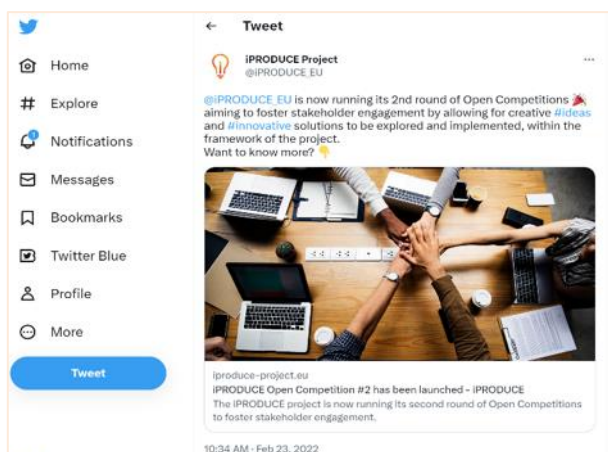 Home
Explore
Notifications
Messages
Bookmarks
Twitter Blue
Profile
More
Tweet
← Tweet
iPRODUCE Project
@iPRODUCE_EU
@iPRODUCE_EU is now running its 2nd round of Open Competitions 🎉
aiming to foster stakeholder engagement by allowing for creative #ideas
and #innovative solutions to be explored and implemented, within the
framework of the project.
Want to know more? 👇
iproduce-project.eu
iPRODUCE Open Competition #2 has been launched - iPRODUCE
The iPRODUCE project is now running its second round of Open Competitions
to foster stakeholder engagement.
10:34 AM · Feb 23, 2022